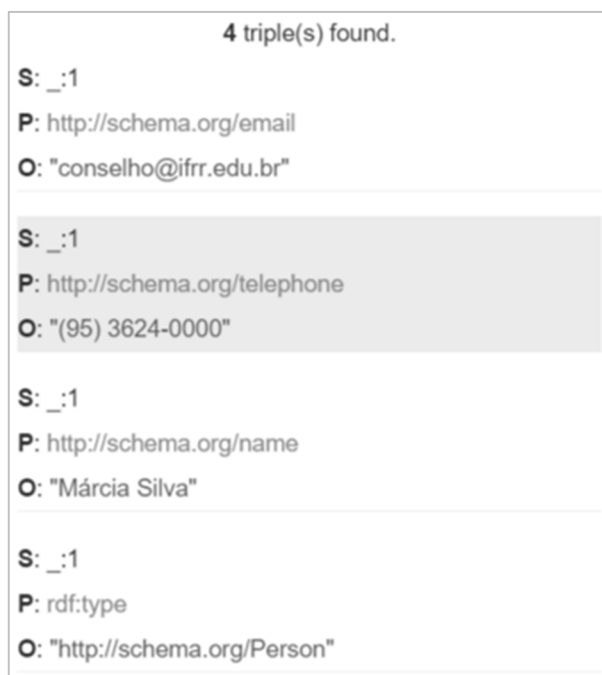 4 triple(s) found.
S: _:1
P: http://schema.org/email
O: "conselho@ifrr.edu.br"
S: _:1
P: http://schema.org/telephone
O: "(95) 3624-0000"
S: _:1
P: http://schema.org/name
O: "Márcia Silva"
S: _:1
P: rdf:type
O: "http://schema.org/Person"